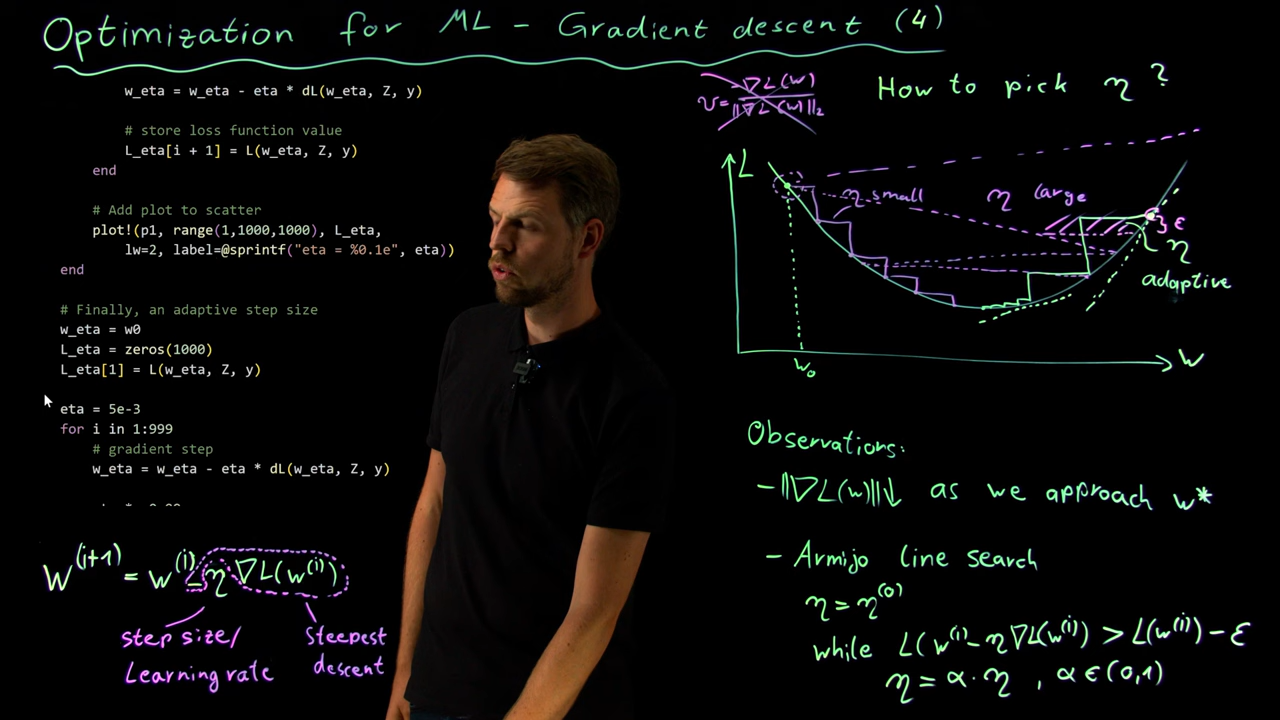 Optimization for ML - Gradient descent (4)
w_eta = w_eta - eta * dL(w_eta, Z, y)
# store loss function value
L_eta[i + 1] = L(w_eta, Z, y)
end
# Add plot to scatter
plot!(p1, range(1,1000,1000), L_eta,
lw=2, label=@sprintf("eta = %0.1e", eta))
end
# Finally, an adaptive step size
w_eta = w0
L_eta = zeros(1000)
L_eta[1] = L(w_eta, Z, y)
eta = 5e-3
for i in 1:999
# gradient step
w_eta = w_eta - eta * dL(w_eta, Z, y)
w^(i+1) = w^(i) - η ∇L(w^(i))
step size/
Learning rate
Steepest
descent
v = -∇L(w) / ||∇L(w)||₂
How to pick η ?
L
η small
η large
} ε
η
adaptive
w₀
w
Observations:
- ||∇L(w)||↓ as we approach w*
- Armijo line search
η = η^(0)
while L(w^(i) - η∇L(w^(i)) > L(w^(i)) - ε
η = α · η , α ∈ (0,1)